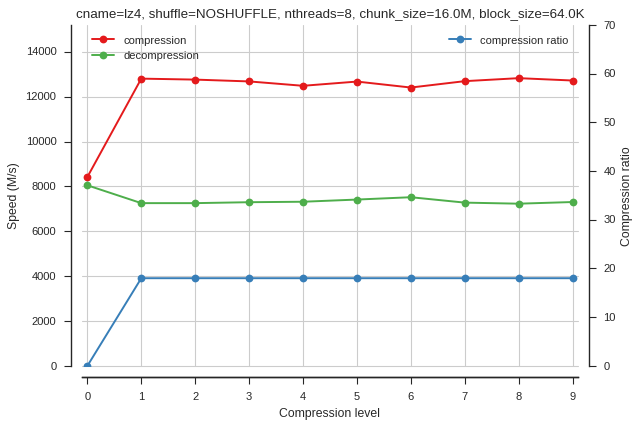 cname=lz4, shuffle=NOSHUFFLE, nthreads=8, chunk_size=16.0M, block_size=64.0K
compression
decompression
compression ratio
14000
12000
10000
8000
6000
4000
2000
0
Speed (M/s)
70
60
50
40
30
20
10
0
Compression ratio
0 1 2 3 4 5 6 7 8 9
Compression level